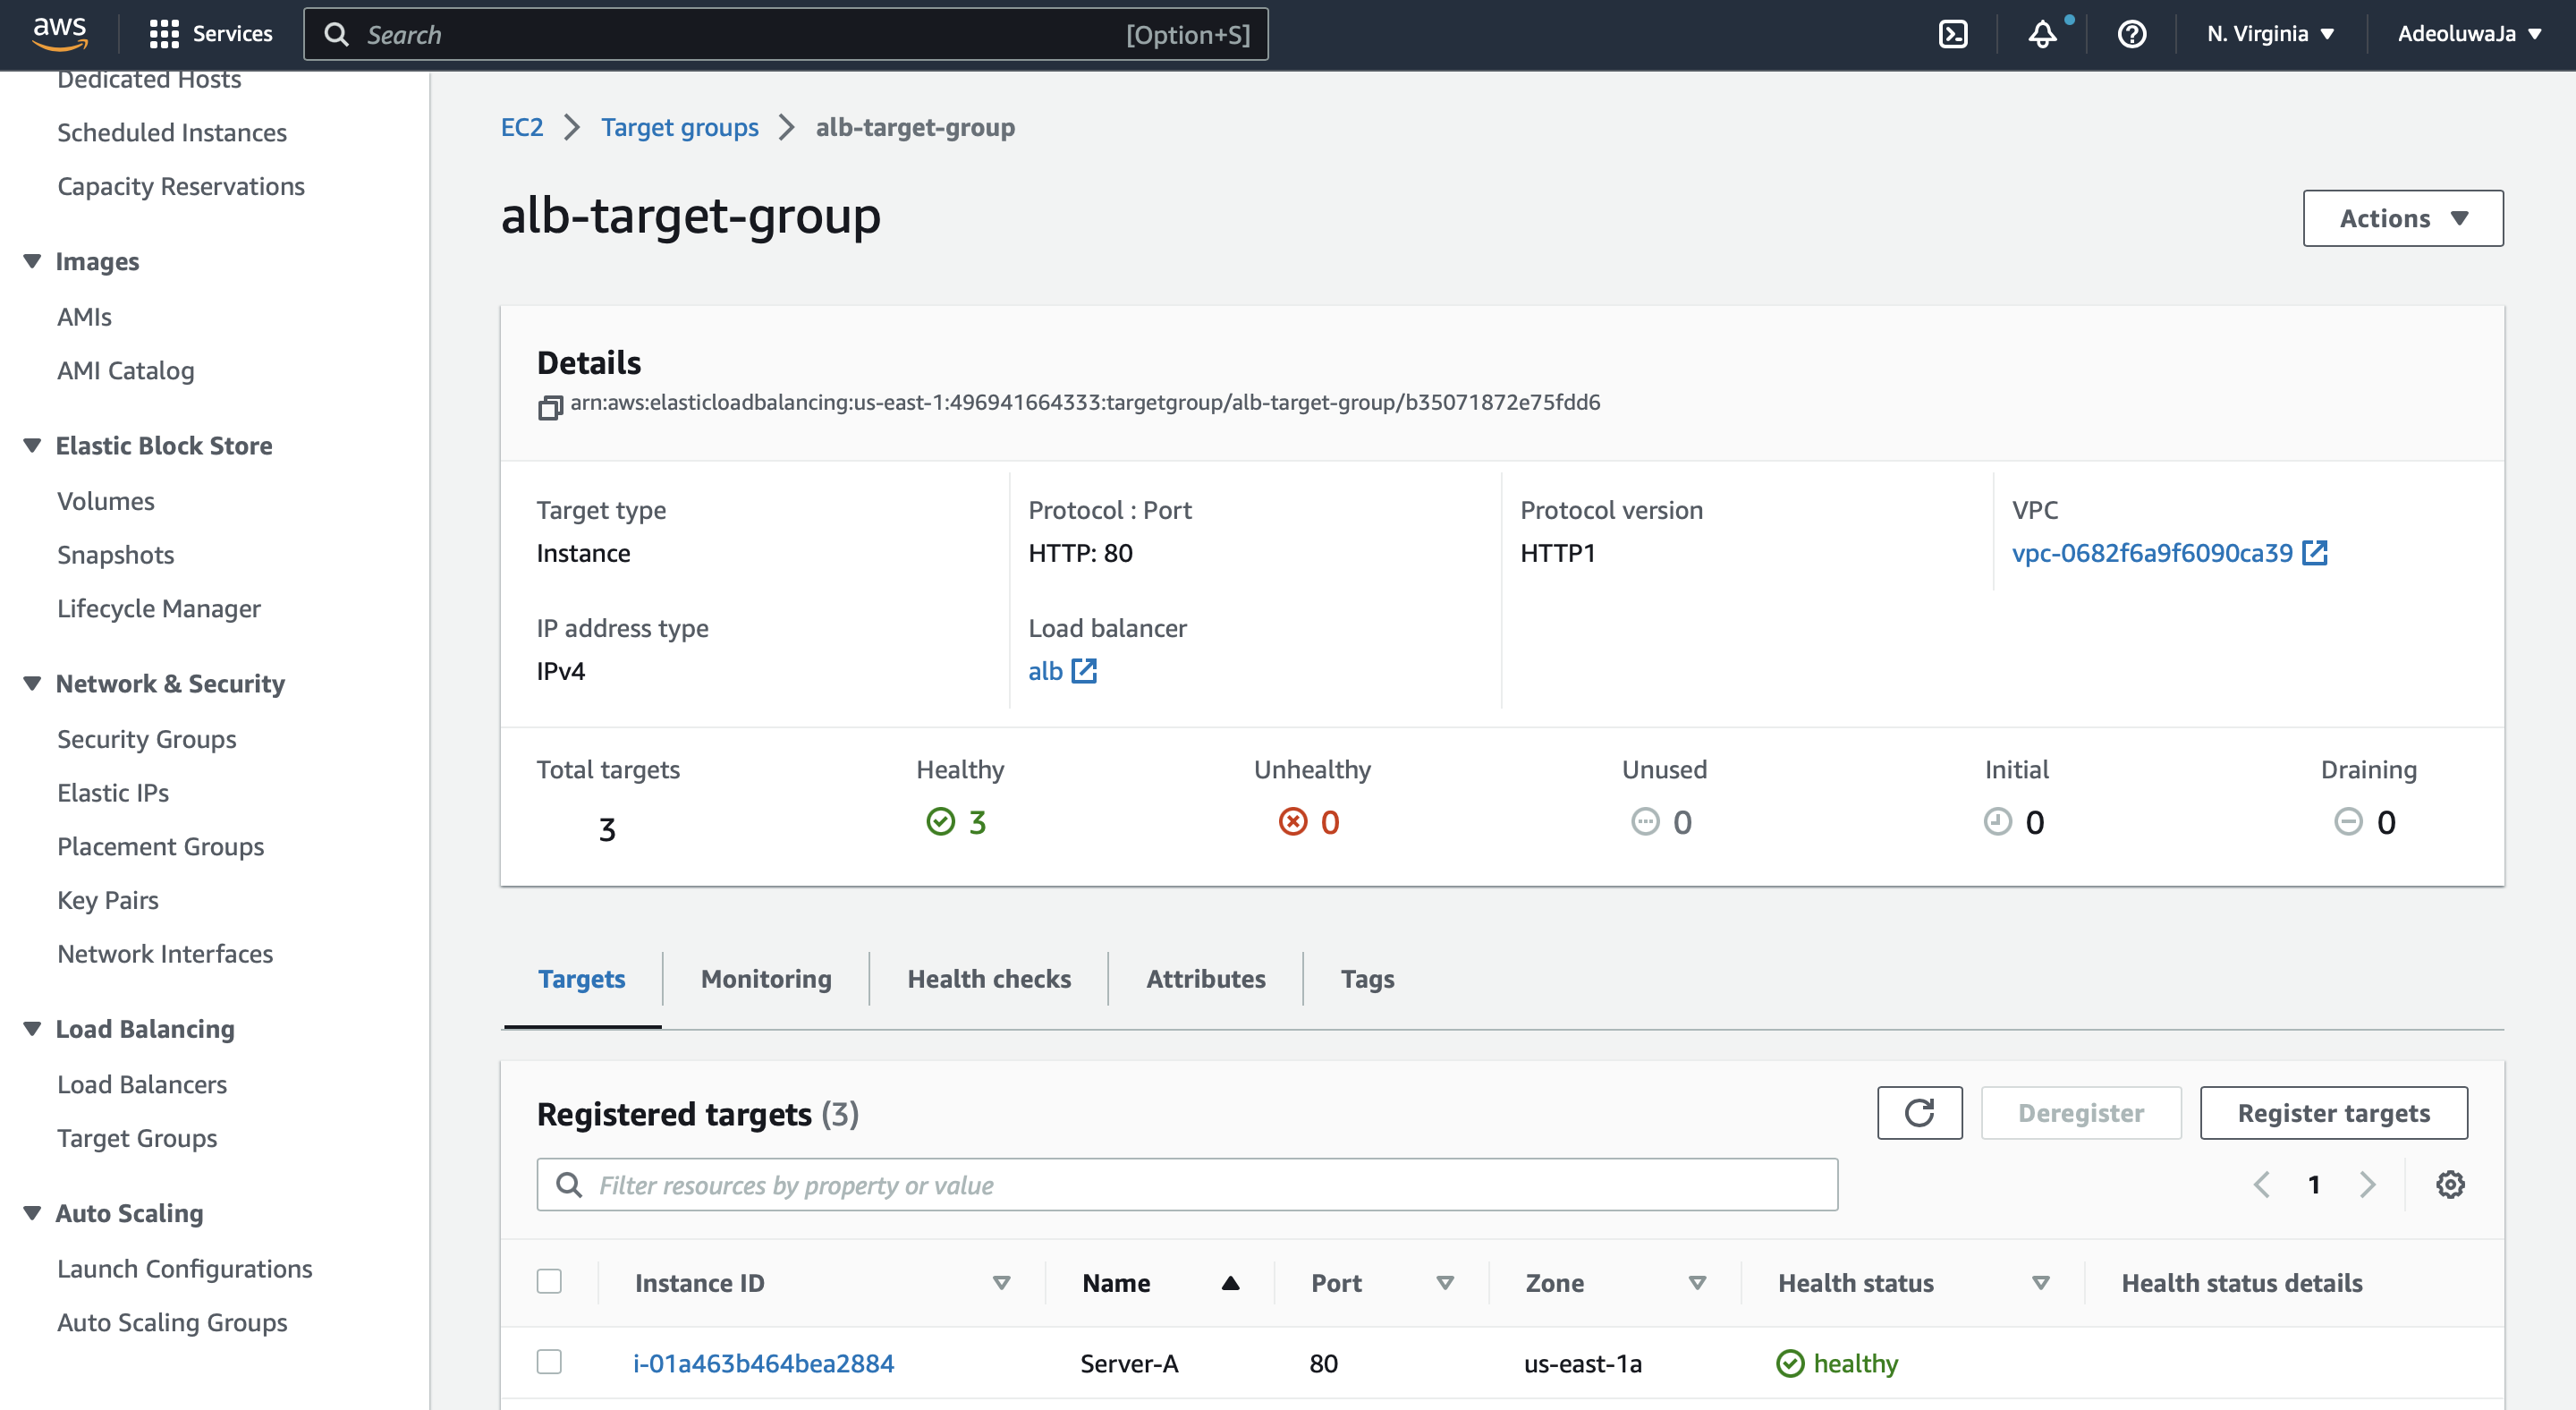 aws
Services
Search
[Option+S]
N. Virginia
AdeoluwaJa
Dedicated Hosts
Scheduled Instances
Capacity Reservations
Images
AMIs
AMI Catalog
Elastic Block Store
Volumes
Snapshots
Lifecycle Manager
Network & Security
Security Groups
Elastic IPs
Placement Groups
Key Pairs
Network Interfaces
Load Balancing
Load Balancers
Target Groups
Auto Scaling
Launch Configurations
Auto Scaling Groups
EC2 > Target groups > alb-target-group
alb-target-group
Actions
Details
arn:aws:elasticloadbalancing:us-east-1:496941664333:targetgroup/alb-target-group/b35071872e75fdd6
Target type
Instance
Protocol : Port
HTTP: 80
Protocol version
HTTP1
VPC
vpc-0682f6a9f6090ca39
IP address type
IPv4
Load balancer
alb
Total targets
3
Healthy
3
Unhealthy
0
Unused
0
Initial
0
Draining
0
Targets
Monitoring
Health checks
Attributes
Tags
Registered targets (3)
Deregister
Register targets
Filter resources by property or value
1
Instance ID Name Port Zone Health status Health status details
i-01a463b464bea2884 Server-A 80 us-east-1a healthy